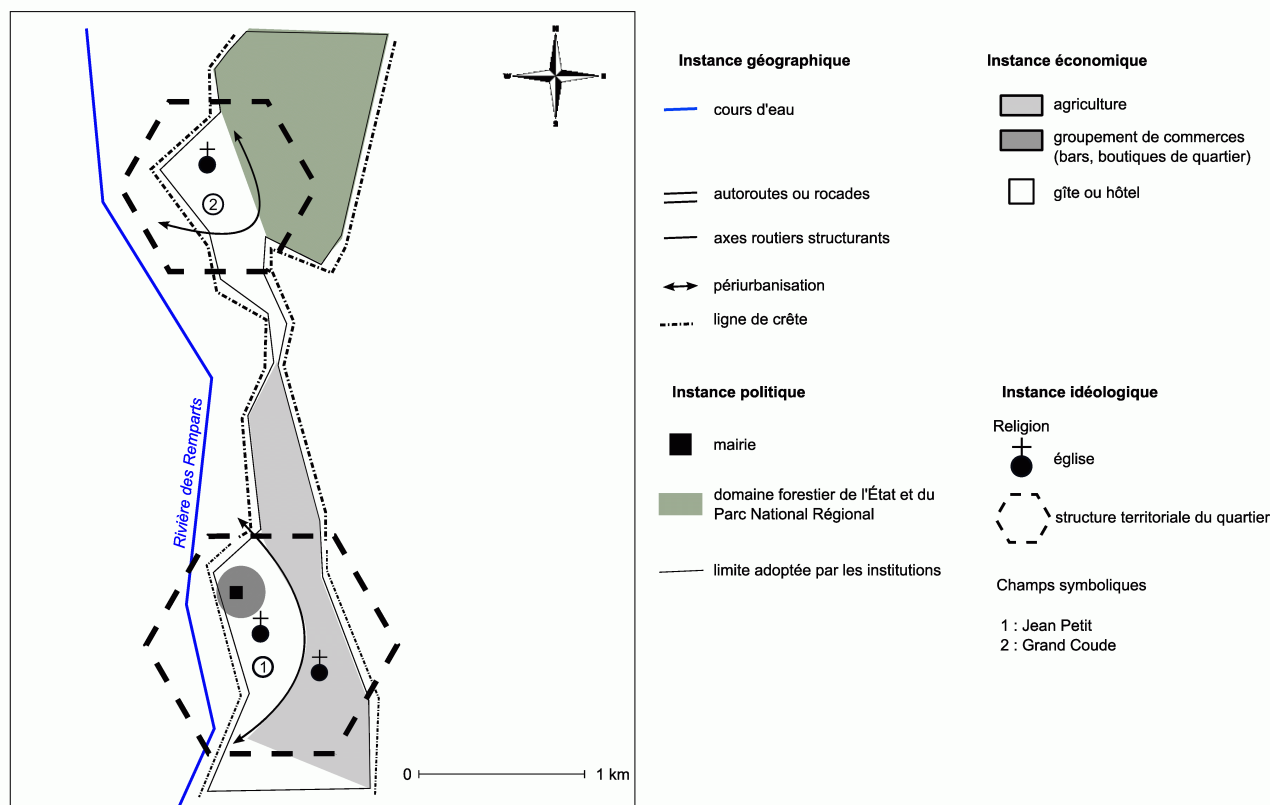 N
W
E
S
2
Rivière des Remparts
1
0
1 km
Instance géographique
cours d'eau
autoroutes ou rocades
axes routiers structurants
périurbanisation
ligne de crête
Instance économique
agriculture
groupement de commerces
(bars, boutiques de quartier)
gîte ou hôtel
Instance politique
mairie
domaine forestier de l'État et du
Parc National Régional
limite adoptée par les institutions
Instance idéologique
Religion
église
structure territoriale du quartier
Champs symboliques
1 : Jean Petit
2 : Grand Coude